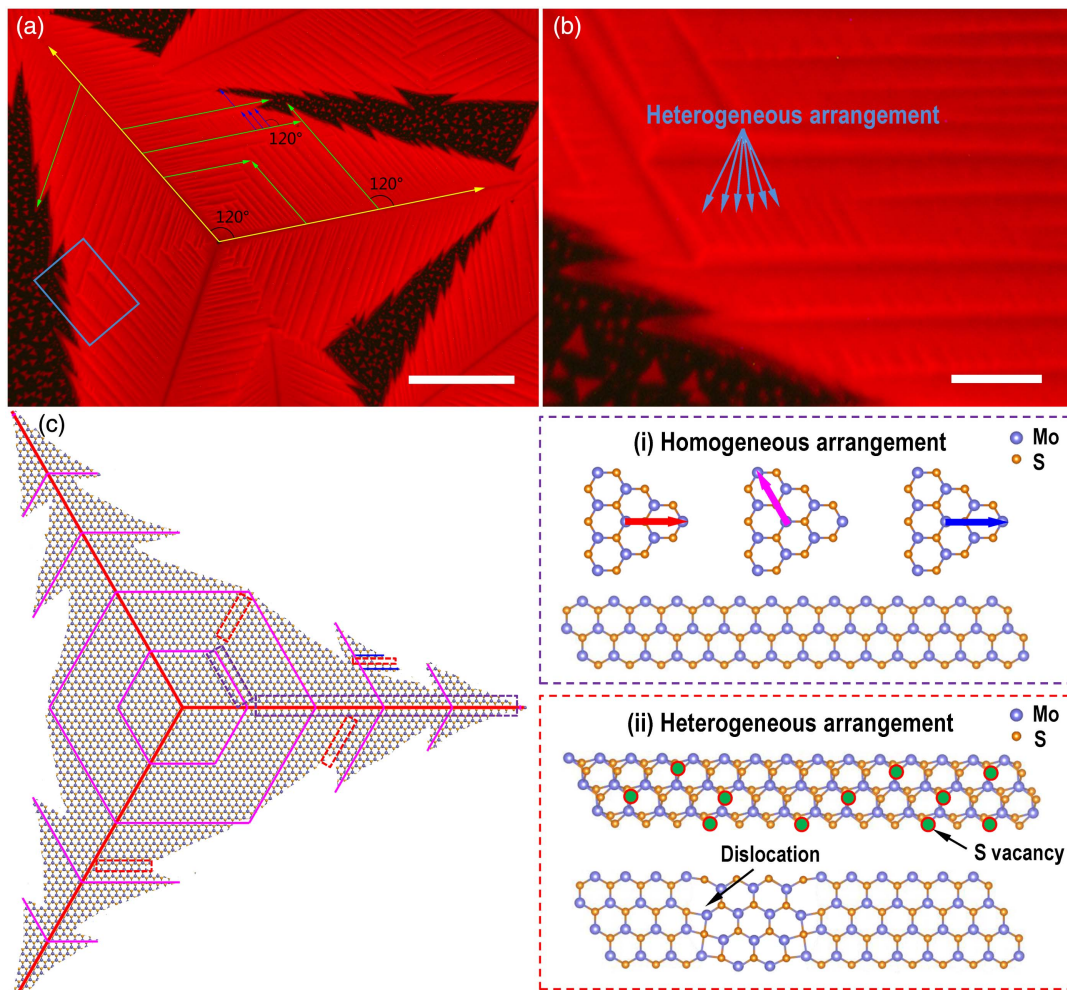 (a)
120°
120°
120°
(b)
Heterogeneous arrangement
(c)
(i) Homogeneous arrangement
Mo
S
(ii) Heterogeneous arrangement
Mo
S
Dislocation
S vacancy